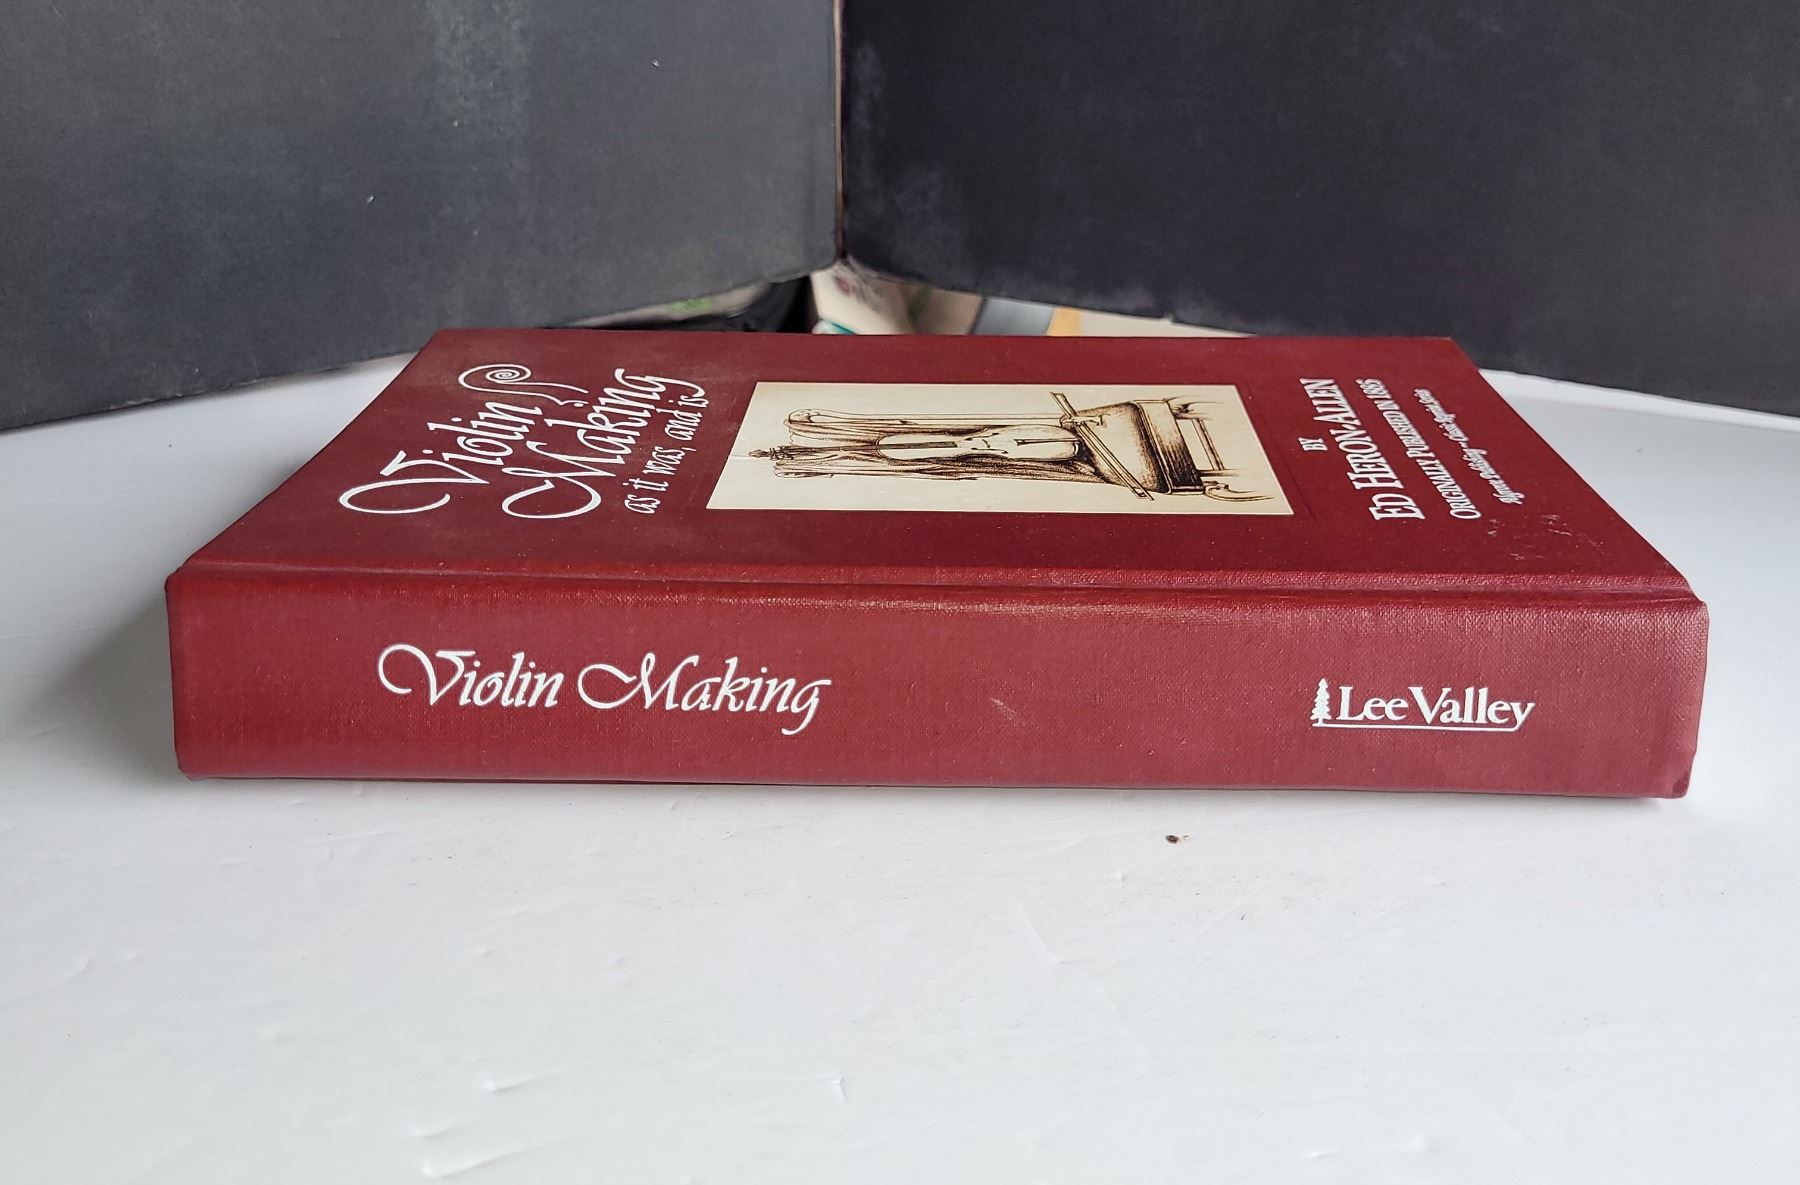 Violin
Making
as it was, and is
BY
ED HERON-ALLEN
ORIGINALLY PUBLISHED IN 1885
Violin Making
Lee Valley